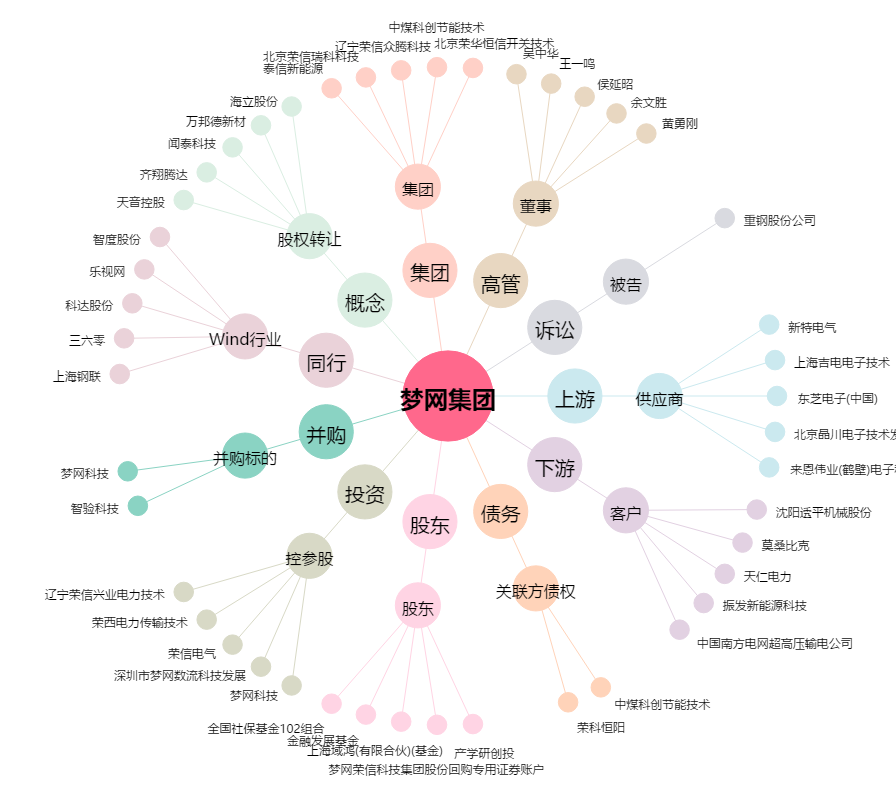 中煤科创节能技术
辽宁荣信众腾科技
北京荣华恒信开关技术
北京荣信瑞科科技
泰信新能源
吴中华
王一鸣
侯延昭
余文胜
黄勇刚
海立股份
万邦德新材
闻泰科技
齐翔腾达
天音控股
集团
董事
股权转让
智度股份
乐视网
科达股份
三六零
上海钢联
重钢股份公司
集团
高管
被告
概念
诉讼
Wind行业
同行
新特电气
上海吉电电子技术
东芝电子(中国)
北京晶川电子技术发
来恩伟业(鹤壁)电子
梦网集团
上游
供应商
并购
并购标的
梦网科技
智验科技
下游
投资
股东
债务
客户
沈阳透平机械股份
莫桑比克
天仁电力
振发新能源科技
中国南方电网超高压输电公司
控参股
股东
关联方债权
辽宁荣信兴业电力技术
荣西电力传输技术
荣信电气
深圳市梦网数流科技发展
梦网科技
中煤科创节能技术
荣科恒阳
全国社保基金102组合
金融发展基金
上海域鸿(有限合伙)(基金)
产学研创投
梦网荣信科技集团股份回购专用证券账户